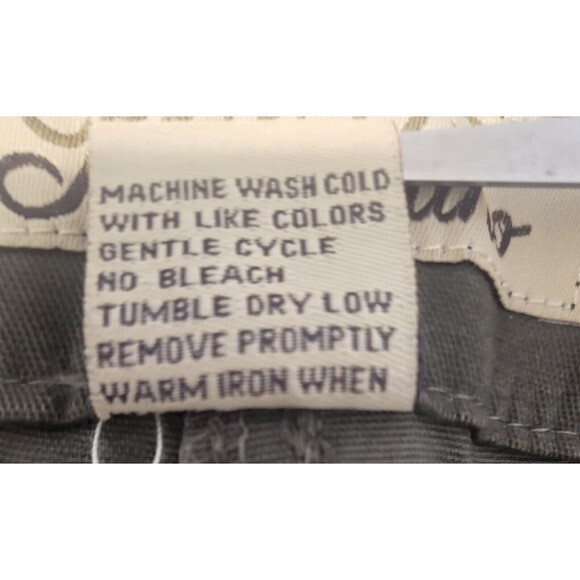 MACHINE WASH COLD
WITH LIKE COLORS
GENTLE CYCLE
NO BLEACH
TUMBLE DRY LOW
REMOVE PROMPTLY
WARM IRON WHEN